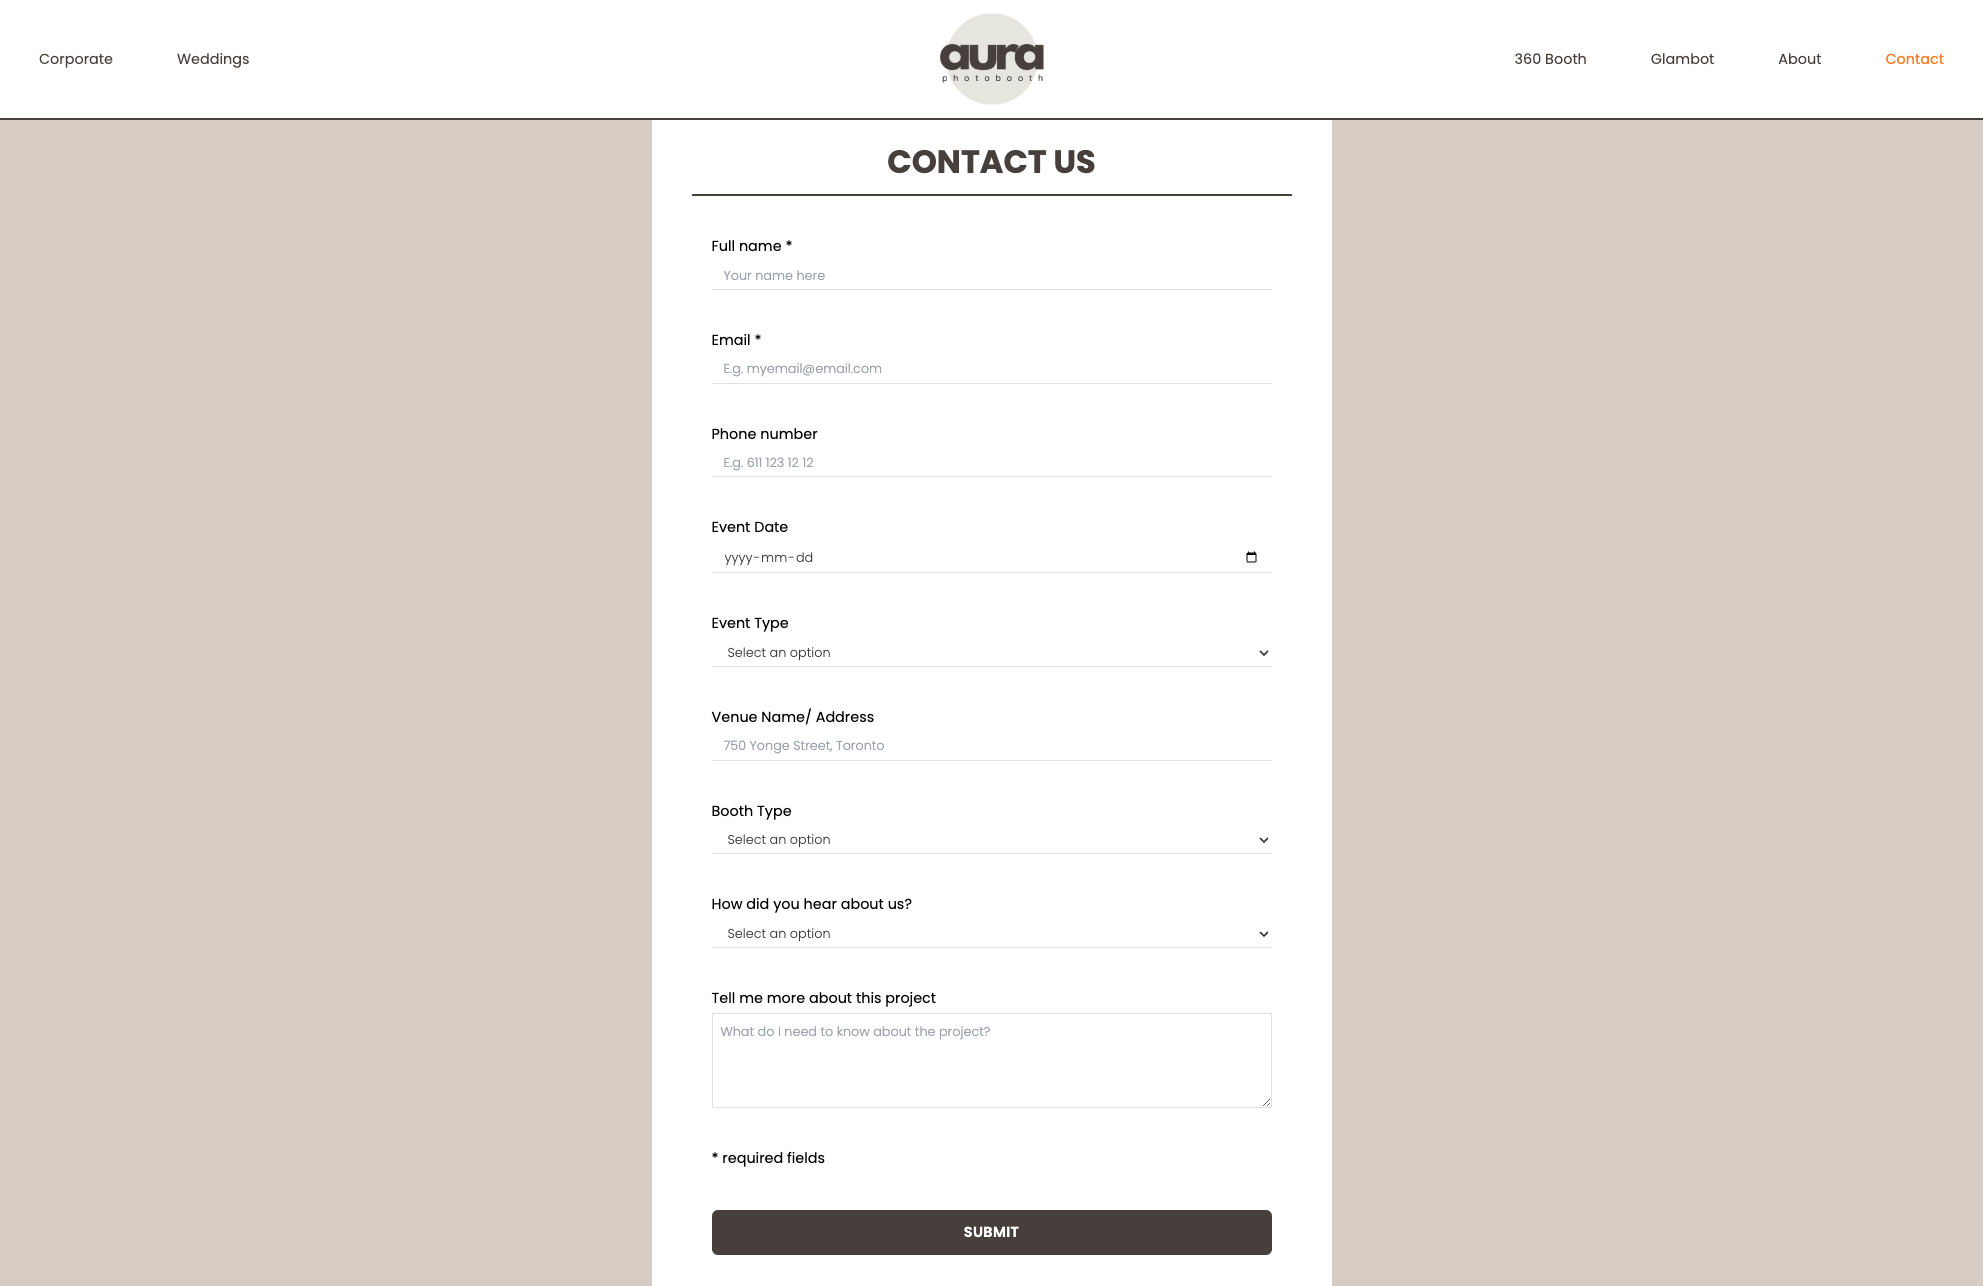 Corporate
Weddings
aura
photobooth
360 Booth
Glambot
About
Contact
CONTACT US
Full name *
Your name here
Email *
E.g. myemail@email.com
Phone number
E.g. 611 123 12 12
Event Date
yyyy-mm-dd
Event Type
Select an option
Venue Name/ Address
750 Yonge Street, Toronto
Booth Type
Select an option
How did you hear about us?
Select an option
Tell me more about this project
What do I need to know about the project?
* required fields
SUBMIT